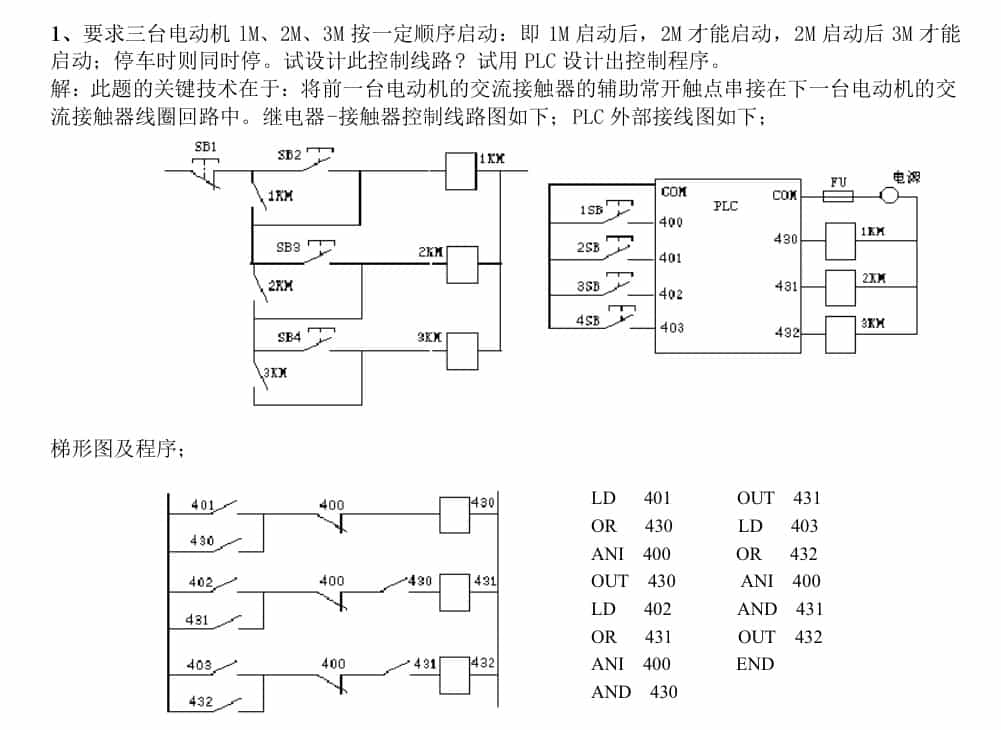 1、要求三台电动机 1M、2M、3M 按一定顺序启动：即 1M 启动后，2M 才能启动，2M 启动后 3M 才能
启动；停车时则同时停。试设计此控制线路？试用 PLC 设计出控制程序。
解：此题的关键技术在于：将前一台电动机的交流接触器的辅助常开触点串接在下一台电动机的交
流接触器线圈回路中。继电器-接触器控制线路图如下；PLC 外部接线图如下；
SB1
SB2
1KM
1KM
SB3
2KM
2KM
SB4
3KM
3KM
COM
PLC
COM
FU
电源
1SB
400
430
1KM
2SB
401
431
2KM
3SB
402
432
3KM
4SB
403
梯形图及程序；
401
400
430
430
402
400
430
431
431
403
400
431
432
432
LD 401
OR 430
ANI 400
OUT 430
LD 402
OR 431
ANI 400
AND 430
OUT 431
LD 403
OR 432
ANI 400
AND 431
OUT 432
END